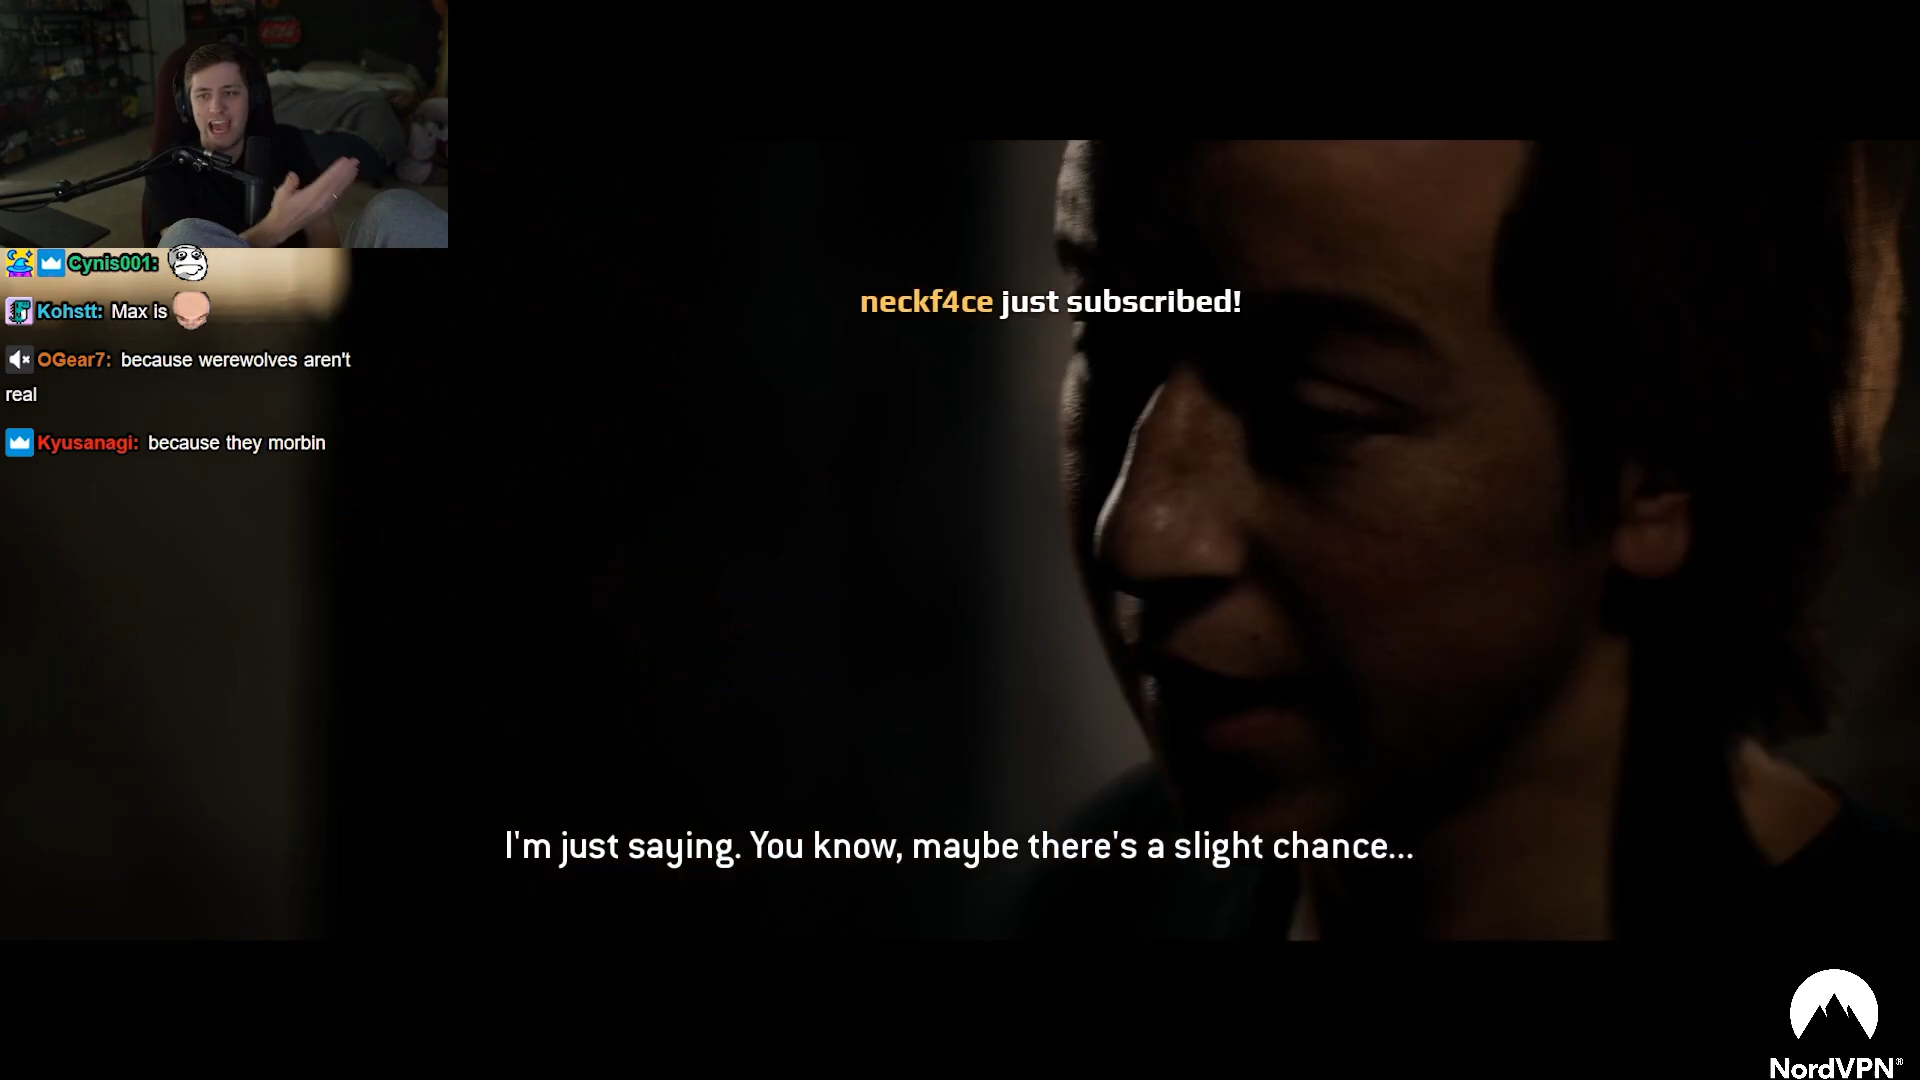 Cynis001:
Kohstt: Max is
OGear7: because werewolves aren't
real
Kyusanagi: because they morbin
neckf4ce just subscribed!
I'm just saying. You know, maybe there's a slight chance...
NordVPN®